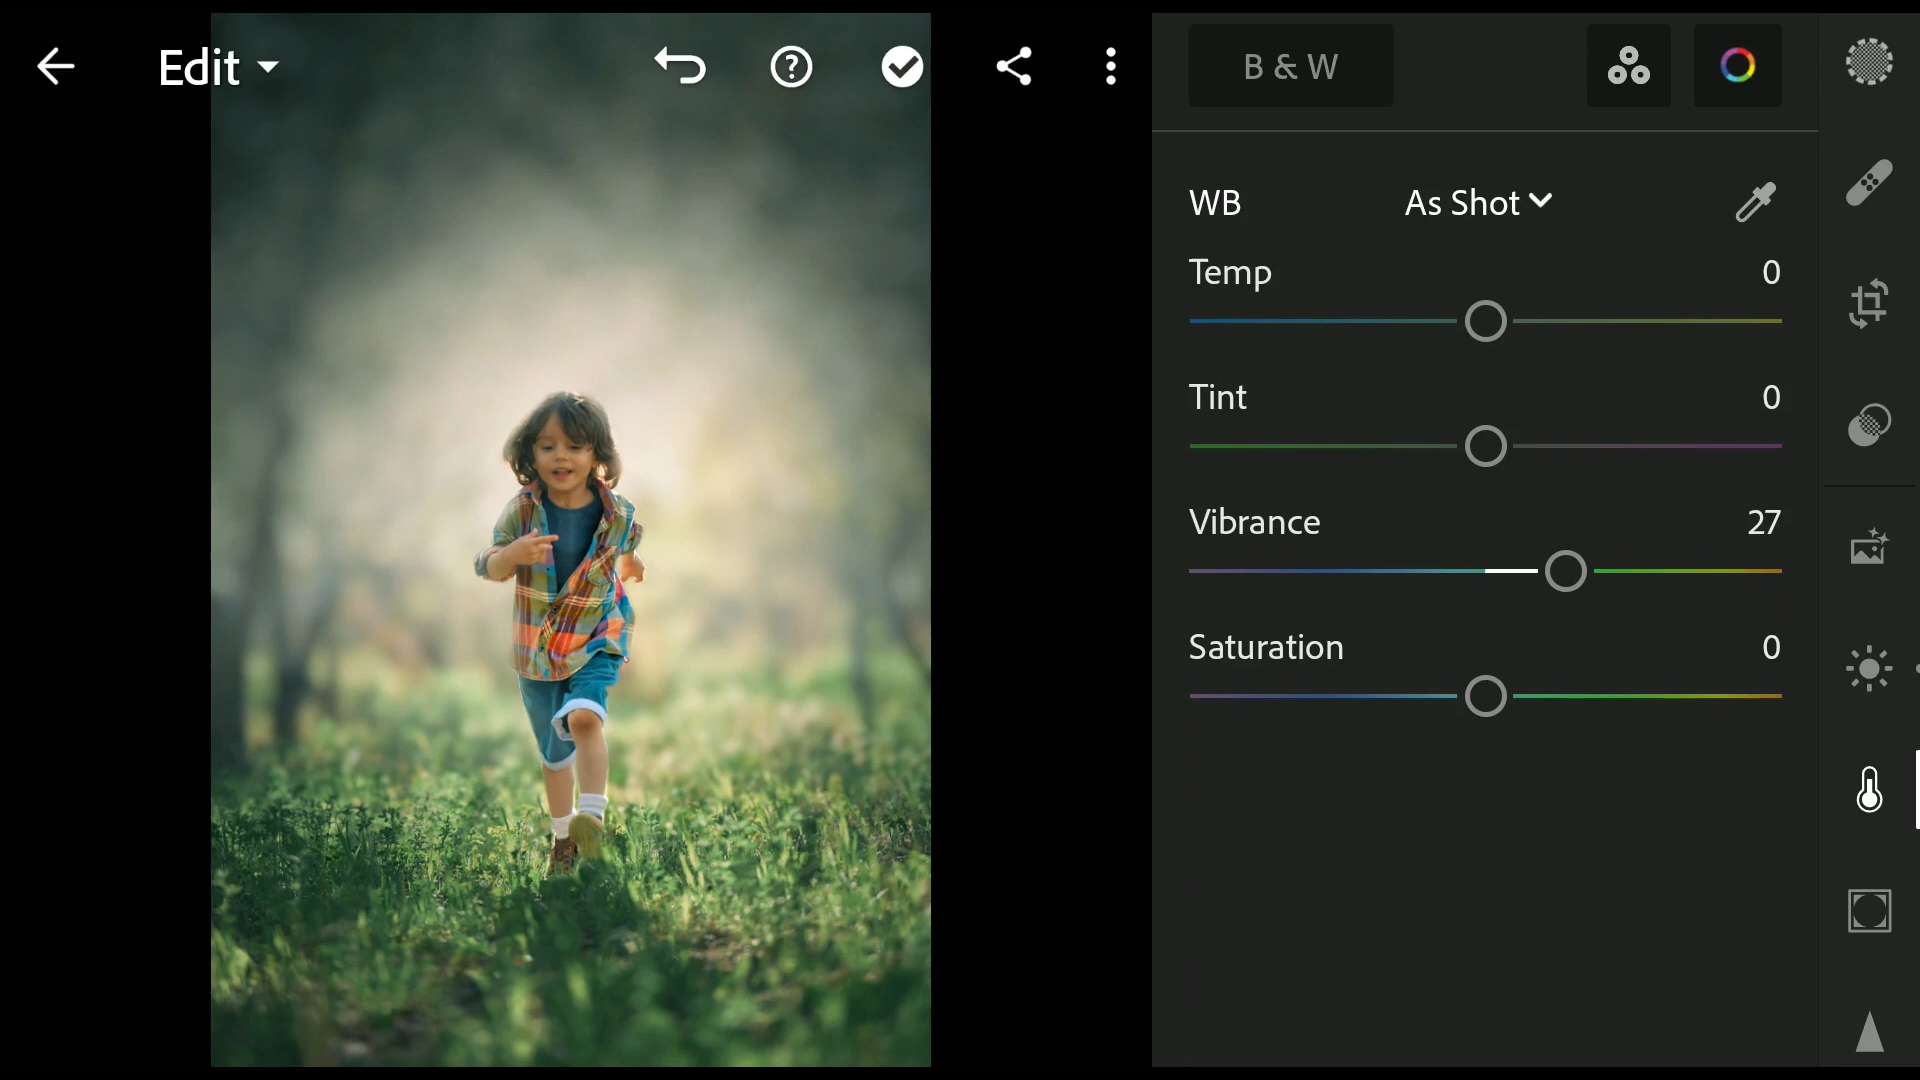 Edit
B & W
WB As Shot
Temp 0
Tint 0
Vibrance 27
Saturation 0